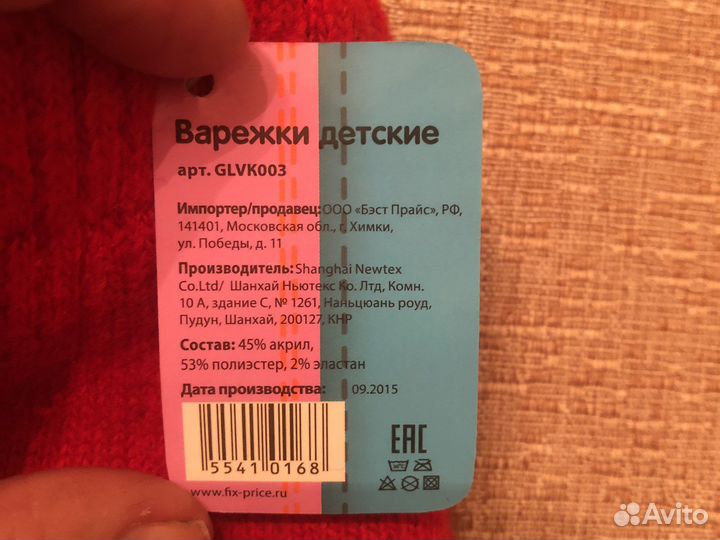 Варежки детские
арт. GLVK003
Импортер/продавец: ООО «Бэст Прайс», РФ,
141401, Московская обл., г. Химки,
ул. Победы, д. 11
Производитель: Shanghai Newtex
Co.Ltd/ Шанхай Ньютекс Ко. Лтд, Комн.
10 А, здание С, № 1261, Наньцюань роуд,
Пудун, Шанхай, 200127, КНР
Состав: 45% акрил,
53% полиэстер, 2% эластан
Дата производства: 09.2015
5541 0168
EAC
www.fix-price.ru
Avito